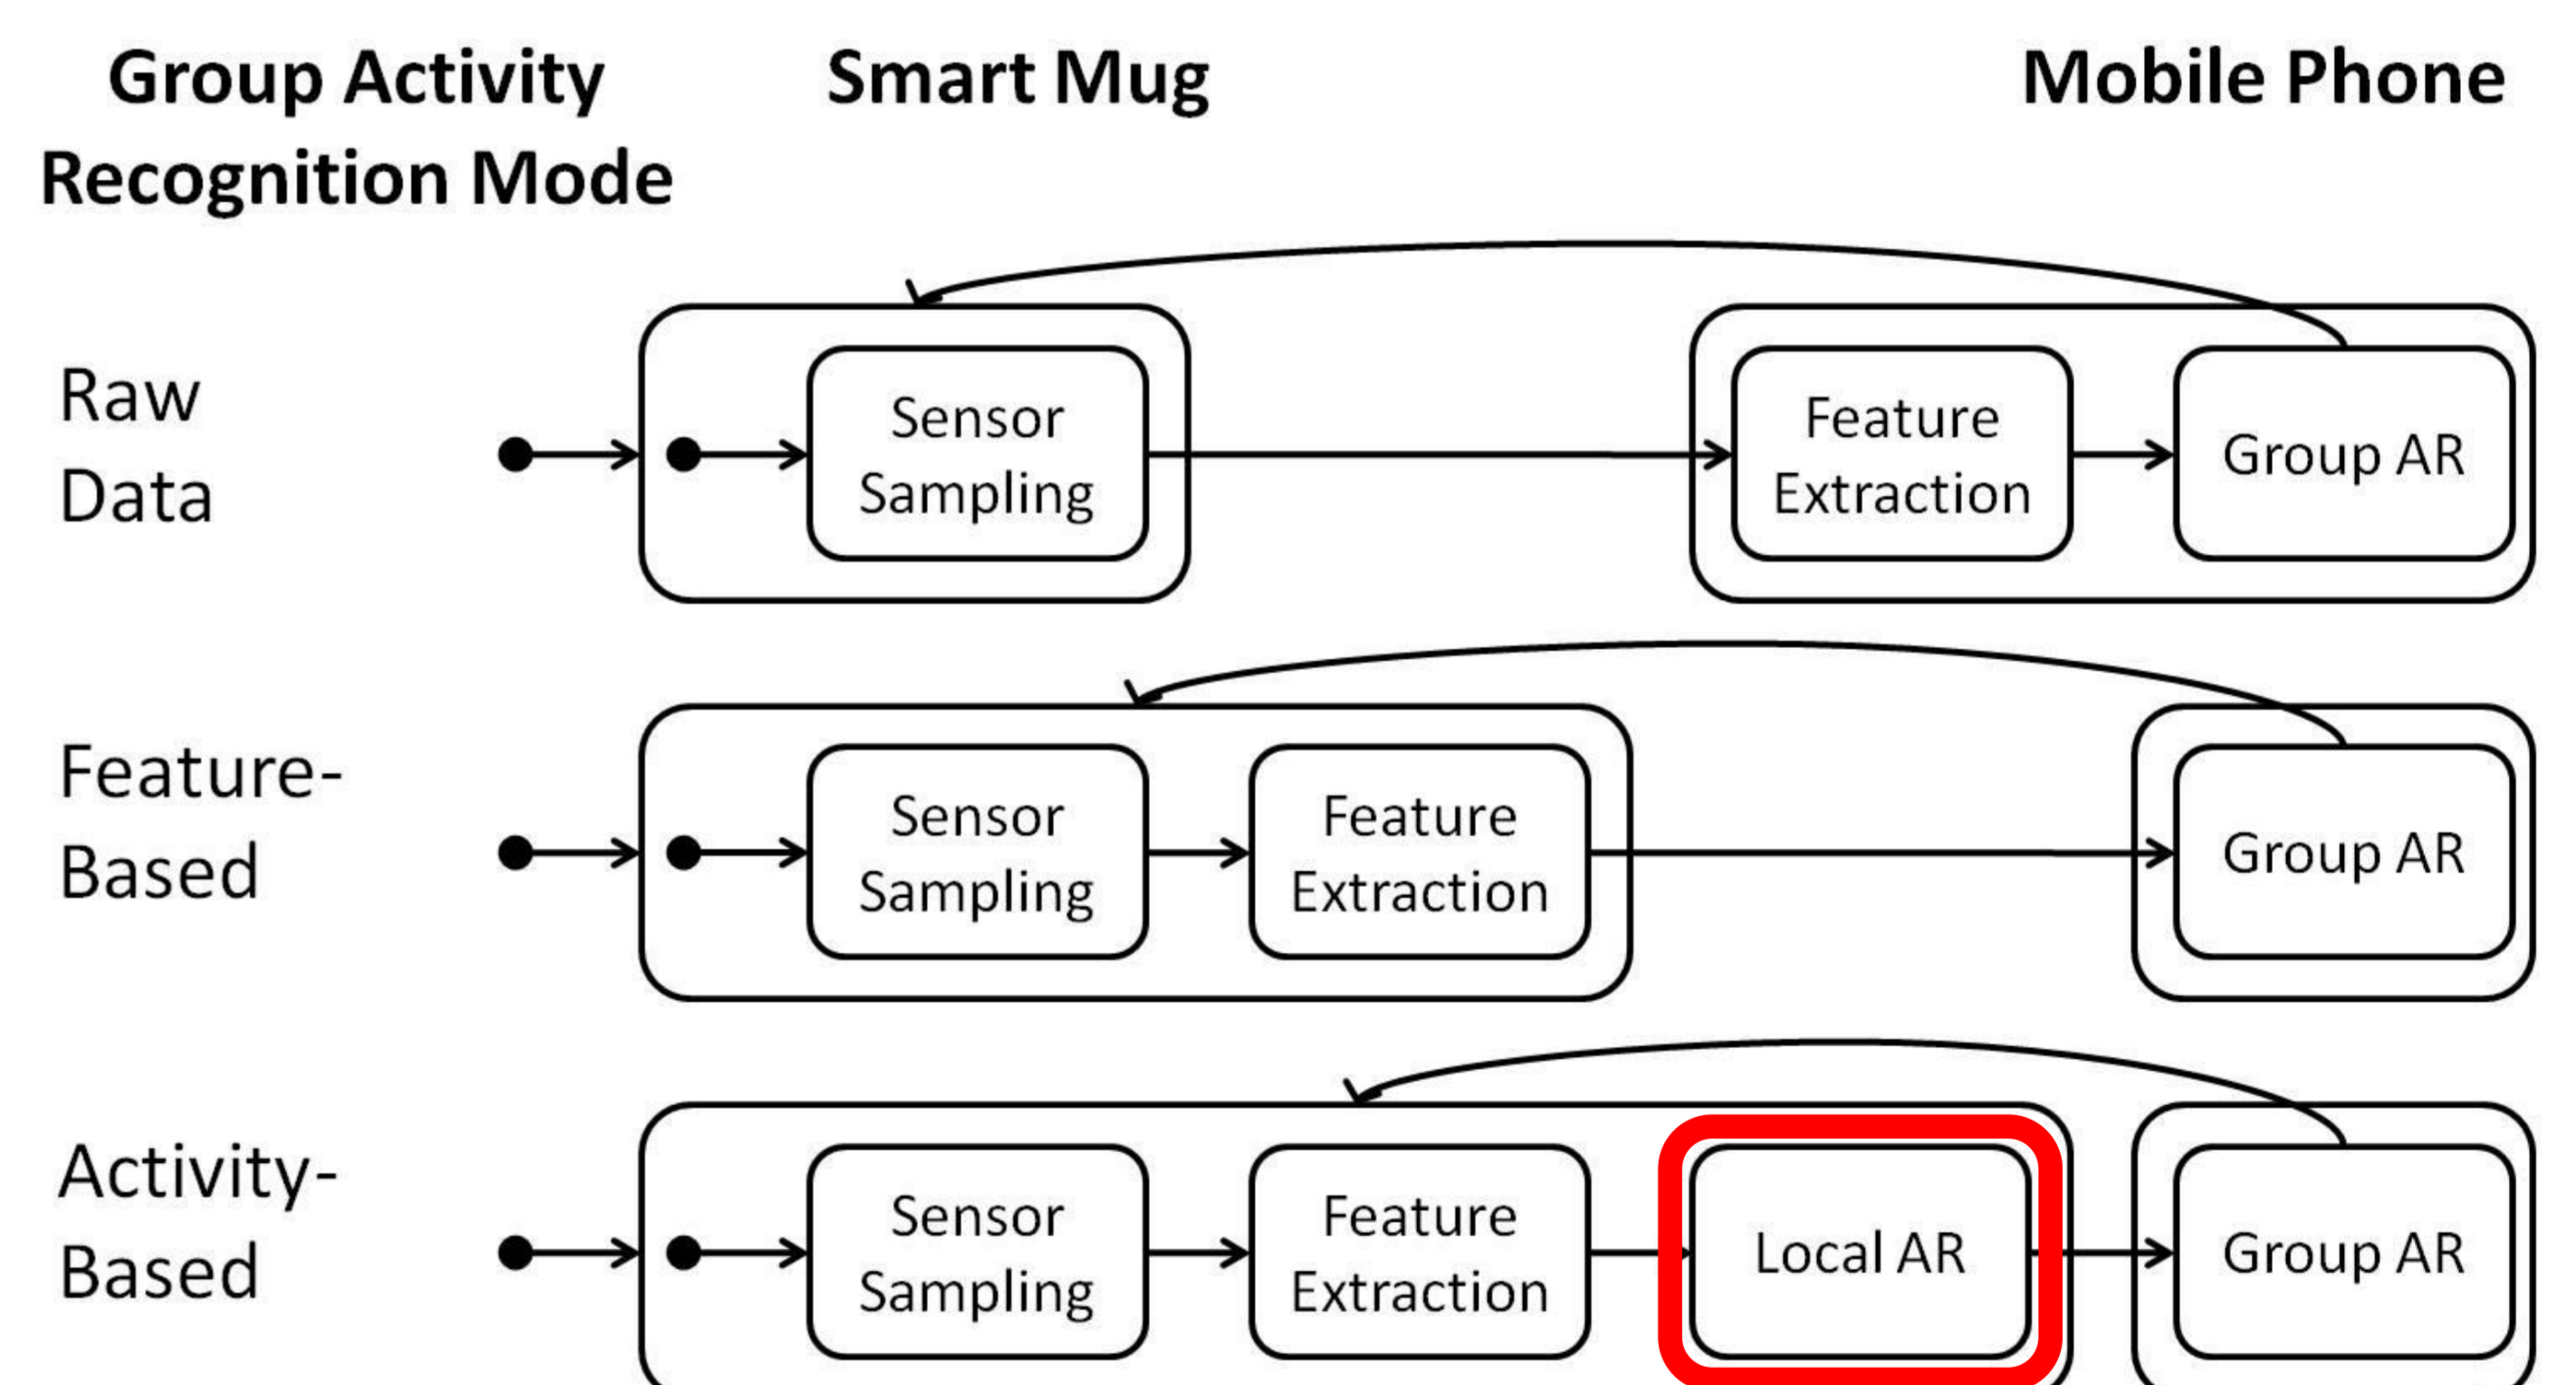 Group Activity
Recognition Mode
Smart Mug
Mobile Phone
Raw
Data
Sensor
Sampling
Feature
Extraction
Group AR
Feature-
Based
Sensor
Sampling
Feature
Extraction
Group AR
Activity-
Based
Sensor
Sampling
Feature
Extraction
Local AR
Group AR